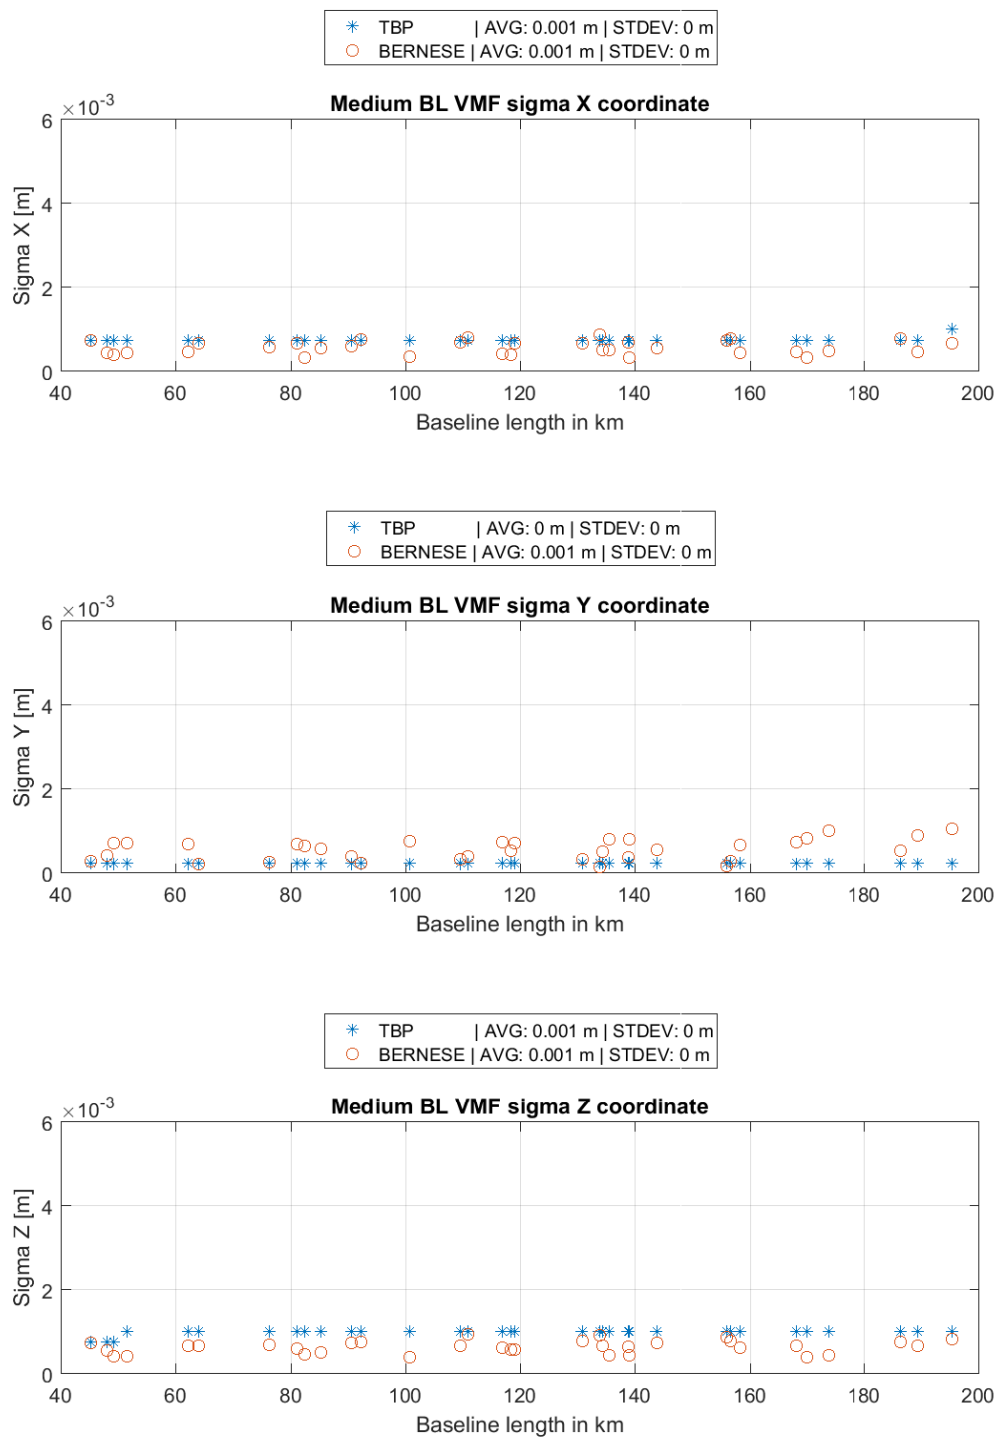 TBP | AVG: 0.001 m | STDEV: 0 m
BERNESE | AVG: 0.001 m | STDEV: 0 m
Medium BL VMF sigma X coordinate
×10-3
6
4
2
0
Sigma X [m]
40 60 80 100 120 140 160 180 200
Baseline length in km
TBP | AVG: 0 m | STDEV: 0 m
BERNESE | AVG: 0.001 m | STDEV: 0 m
Medium BL VMF sigma Y coordinate
×10-3
6
4
2
0
Sigma Y [m]
40 60 80 100 120 140 160 180 200
Baseline length in km
TBP | AVG: 0.001 m | STDEV: 0 m
BERNESE | AVG: 0.001 m | STDEV: 0 m
Medium BL VMF sigma Z coordinate
×10-3
6
4
2
0
Sigma Z [m]
40 60 80 100 120 140 160 180 200
Baseline length in km